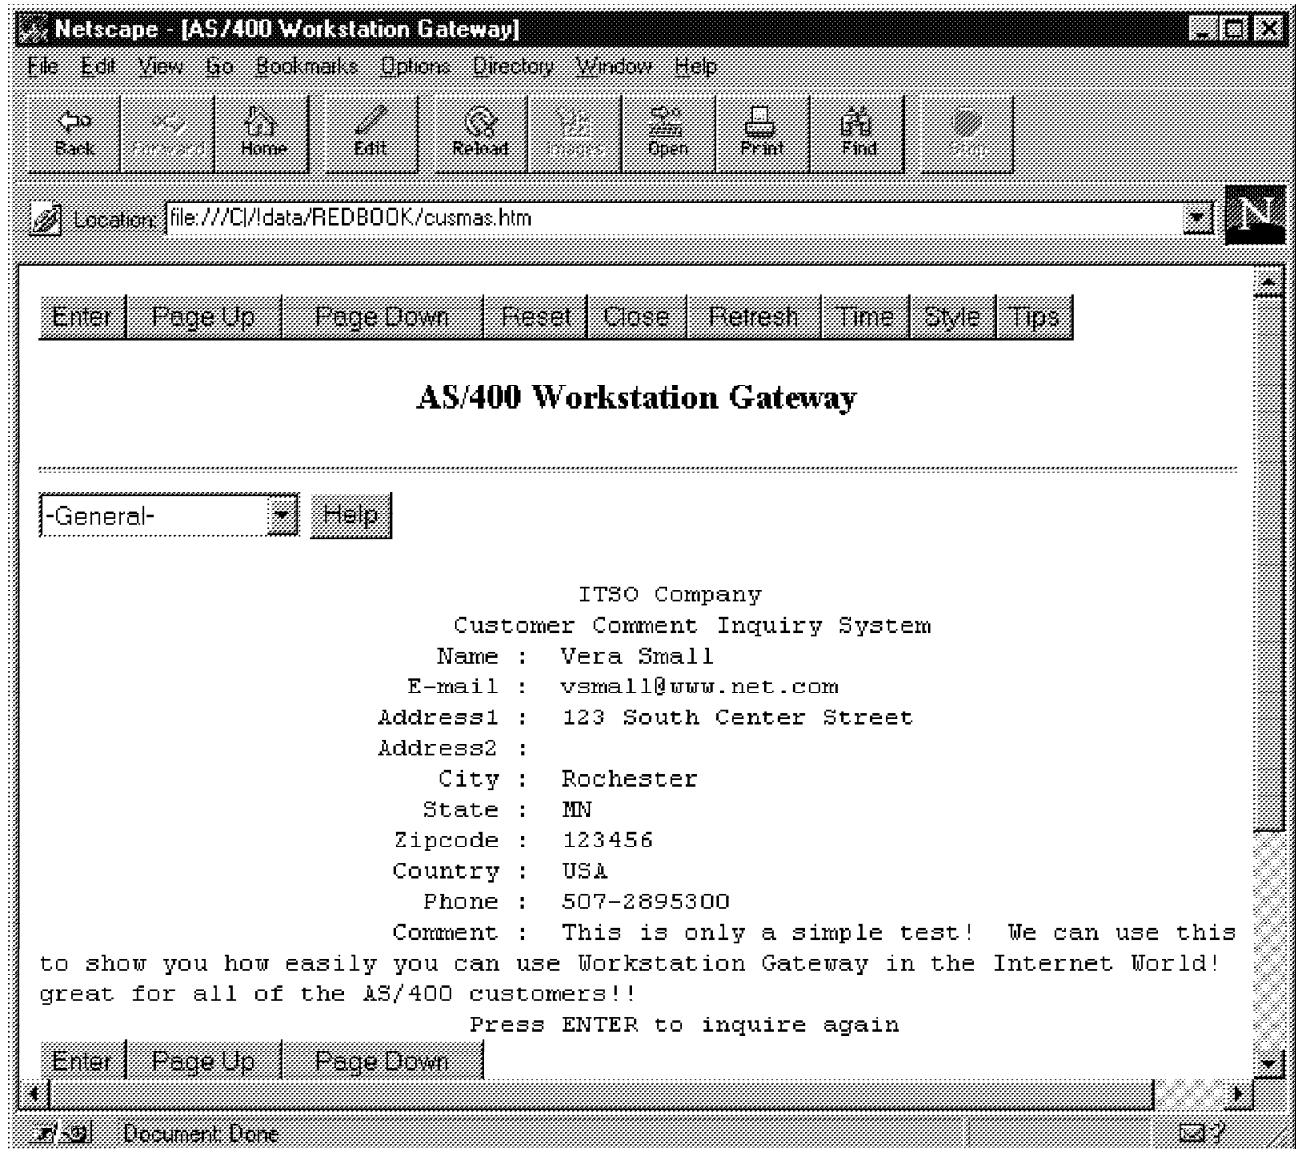 Netscape - [AS/400 Workstation Gateway]
File Edit View Go Bookmarks Options Directory Window Help
Back Forward Home Edit Reload Images Open Print Find Stop
Location: file:///C|/!data/REDBOOK/cusmas.htm
N
Enter Page Up Page Down Reset Close Refresh Time Style Tips
AS/400 Workstation Gateway
-General- Help
ITSO Company
Customer Comment Inquiry System
Name : Vera Small
E-mail : vsmall@www.net.com
Address1 : 123 South Center Street
Address2 :
City : Rochester
State : MN
Zipcode : 123456
Country : USA
Phone : 507-2895300
Comment : This is only a simple test! We can use this
to show you how easily you can use Workstation Gateway in the Internet World!
great for all of the AS/400 customers!!
Press ENTER to inquire again
Enter Page Up Page Down
Document: Done